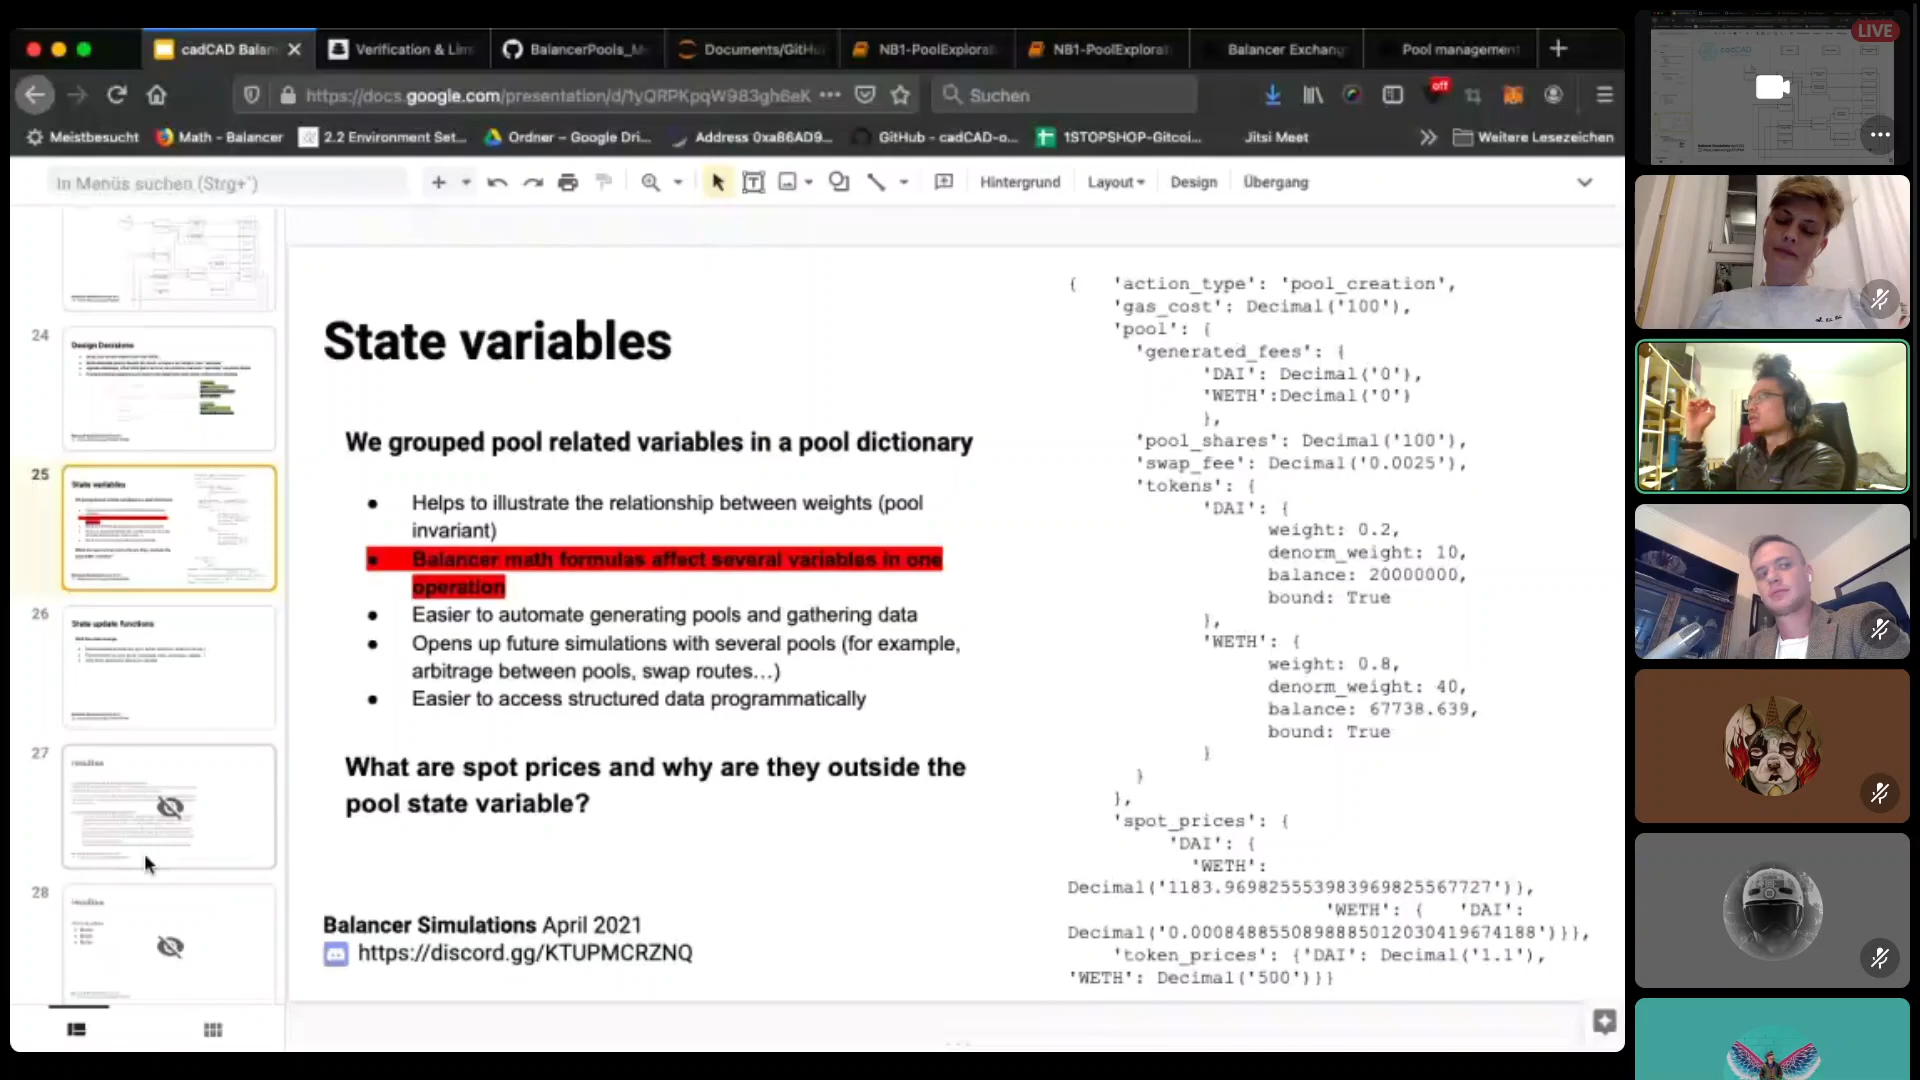 cadCAD Balan
Verification & Lim
BalancerPools_M
Documents/GitHu
NB1-PoolExplorat
NB1-PoolExplorat
Balancer Exchang
Pool management
LIVE
https://docs.google.com/presentation/d/1yQRPKpqW983gh6eK
Suchen
off
Meistbesucht
Math - Balancer
2.2 Environment Set...
Ordner – Google Dri...
Address 0xa86AD9...
GitHub - cadCAD-o...
1STOPSHOP-Gitcoi...
Jitsi Meet
Weitere Lesezeichen
In Menüs suchen (Strg+`)
Hintergrund
Layout
Design
Übergang
24
Design Decisions
25
State variables
26
State update functions
27
28
State variables
We grouped pool related variables in a pool dictionary
● Helps to illustrate the relationship between weights (pool
invariant)
● Balancer math formulas affect several variables in one
operation
● Easier to automate generating pools and gathering data
● Opens up future simulations with several pools (for example,
arbitrage between pools, swap routes...)
● Easier to access structured data programmatically
What are spot prices and why are they outside the
pool state variable?
Balancer Simulations April 2021
https://discord.gg/KTUPMCRZNQ
{ 'action_type': 'pool_creation',
'gas_cost': Decimal('100'),
'pool': {
'generated_fees': {
'DAI': Decimal('0'),
'WETH':Decimal('0')
},
'pool_shares': Decimal('100'),
'swap_fee': Decimal('0.0025'),
'tokens': {
'DAI': {
weight: 0.2,
denorm_weight: 10,
balance: 20000000,
bound: True
},
'WETH': {
weight: 0.8,
denorm_weight: 40,
balance: 67738.639,
bound: True
}
}
},
'spot_prices': {
'DAI': {
'WETH':
Decimal('1183.969825553983969825567727')},
'WETH': { 'DAI':
Decimal('0.0008488550898885012030419674188')}},
'token_prices': {'DAI': Decimal('1.1'),
'WETH': Decimal('500')}}}